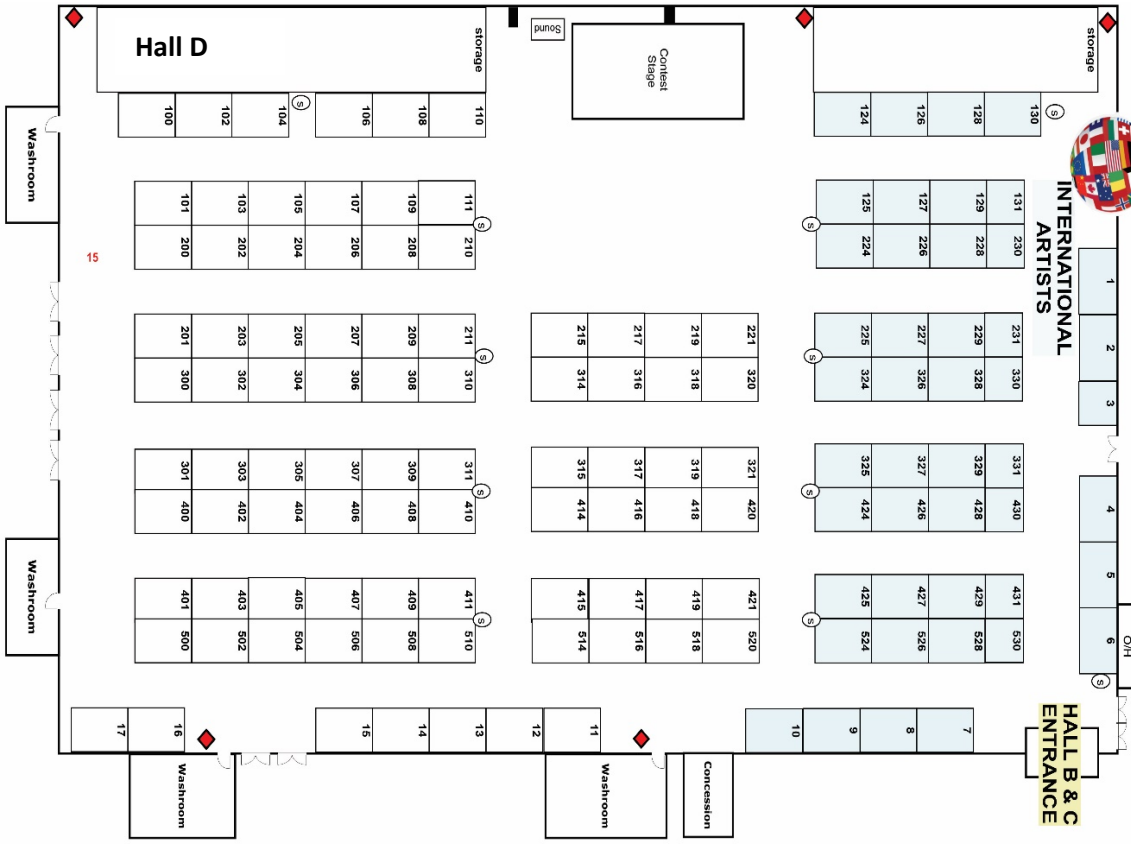 Hall D
storage
Sound
Contest
Stage
storage
100 102 104 106 108 110
124 126 128 130
Washroom
INTERNATIONAL
ARTISTS
101 103 105 107 109 111
125 127 129 131
200 202 204 206 208 210
224 226 228 230
15
1
2
3
201 203 205 207 209 211
215 217 219 221
225 227 229 231
300 302 304 306 308 310
314 316 318 320
324 326 328 330
301 303 305 307 309 311
315 317 319 321
325 327 329 331
400 402 404 406 408 410
414 416 418 420
424 426 428 430
4
5
6
Washroom
401 403 405 407 409 411
415 417 419 421
425 427 429 431
500 502 504 506 508 510
514 516 518 520
524 526 528 530
O/H
S
S
S
S
S
S
S
S
S
S
S
17 16 15 14 13 12 11
10 9 8 7
HALL B & C
ENTRANCE
Washroom
Washroom
Concession